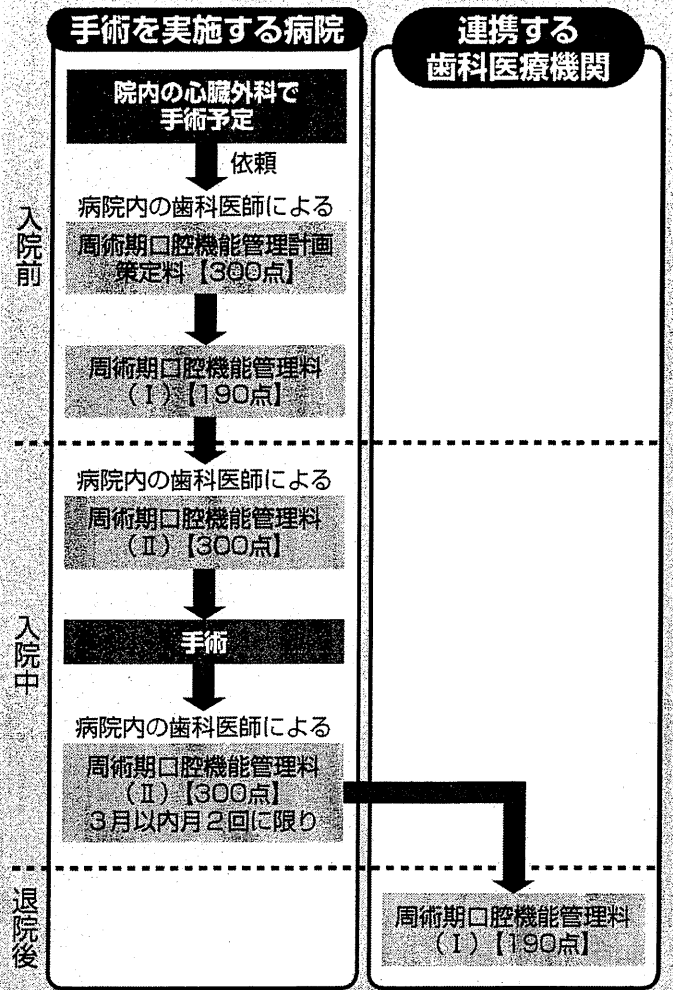 手術を実施する病院
連携する
歯科医療機関
院内の心臓外科で
手術予定
依頼
入院前
病院内の歯科医師による
周術期口腔機能管理計画
策定料【300点】
周術期口腔機能管理料
(Ⅰ)【190点】
入院中
病院内の歯科医師による
周術期口腔機能管理料
(Ⅱ)【300点】
手術
病院内の歯科医師による
周術期口腔機能管理料
(Ⅱ)【300点】
3月以内月2回に限り
退院後
周術期口腔機能管理料
(Ⅰ)【190点】